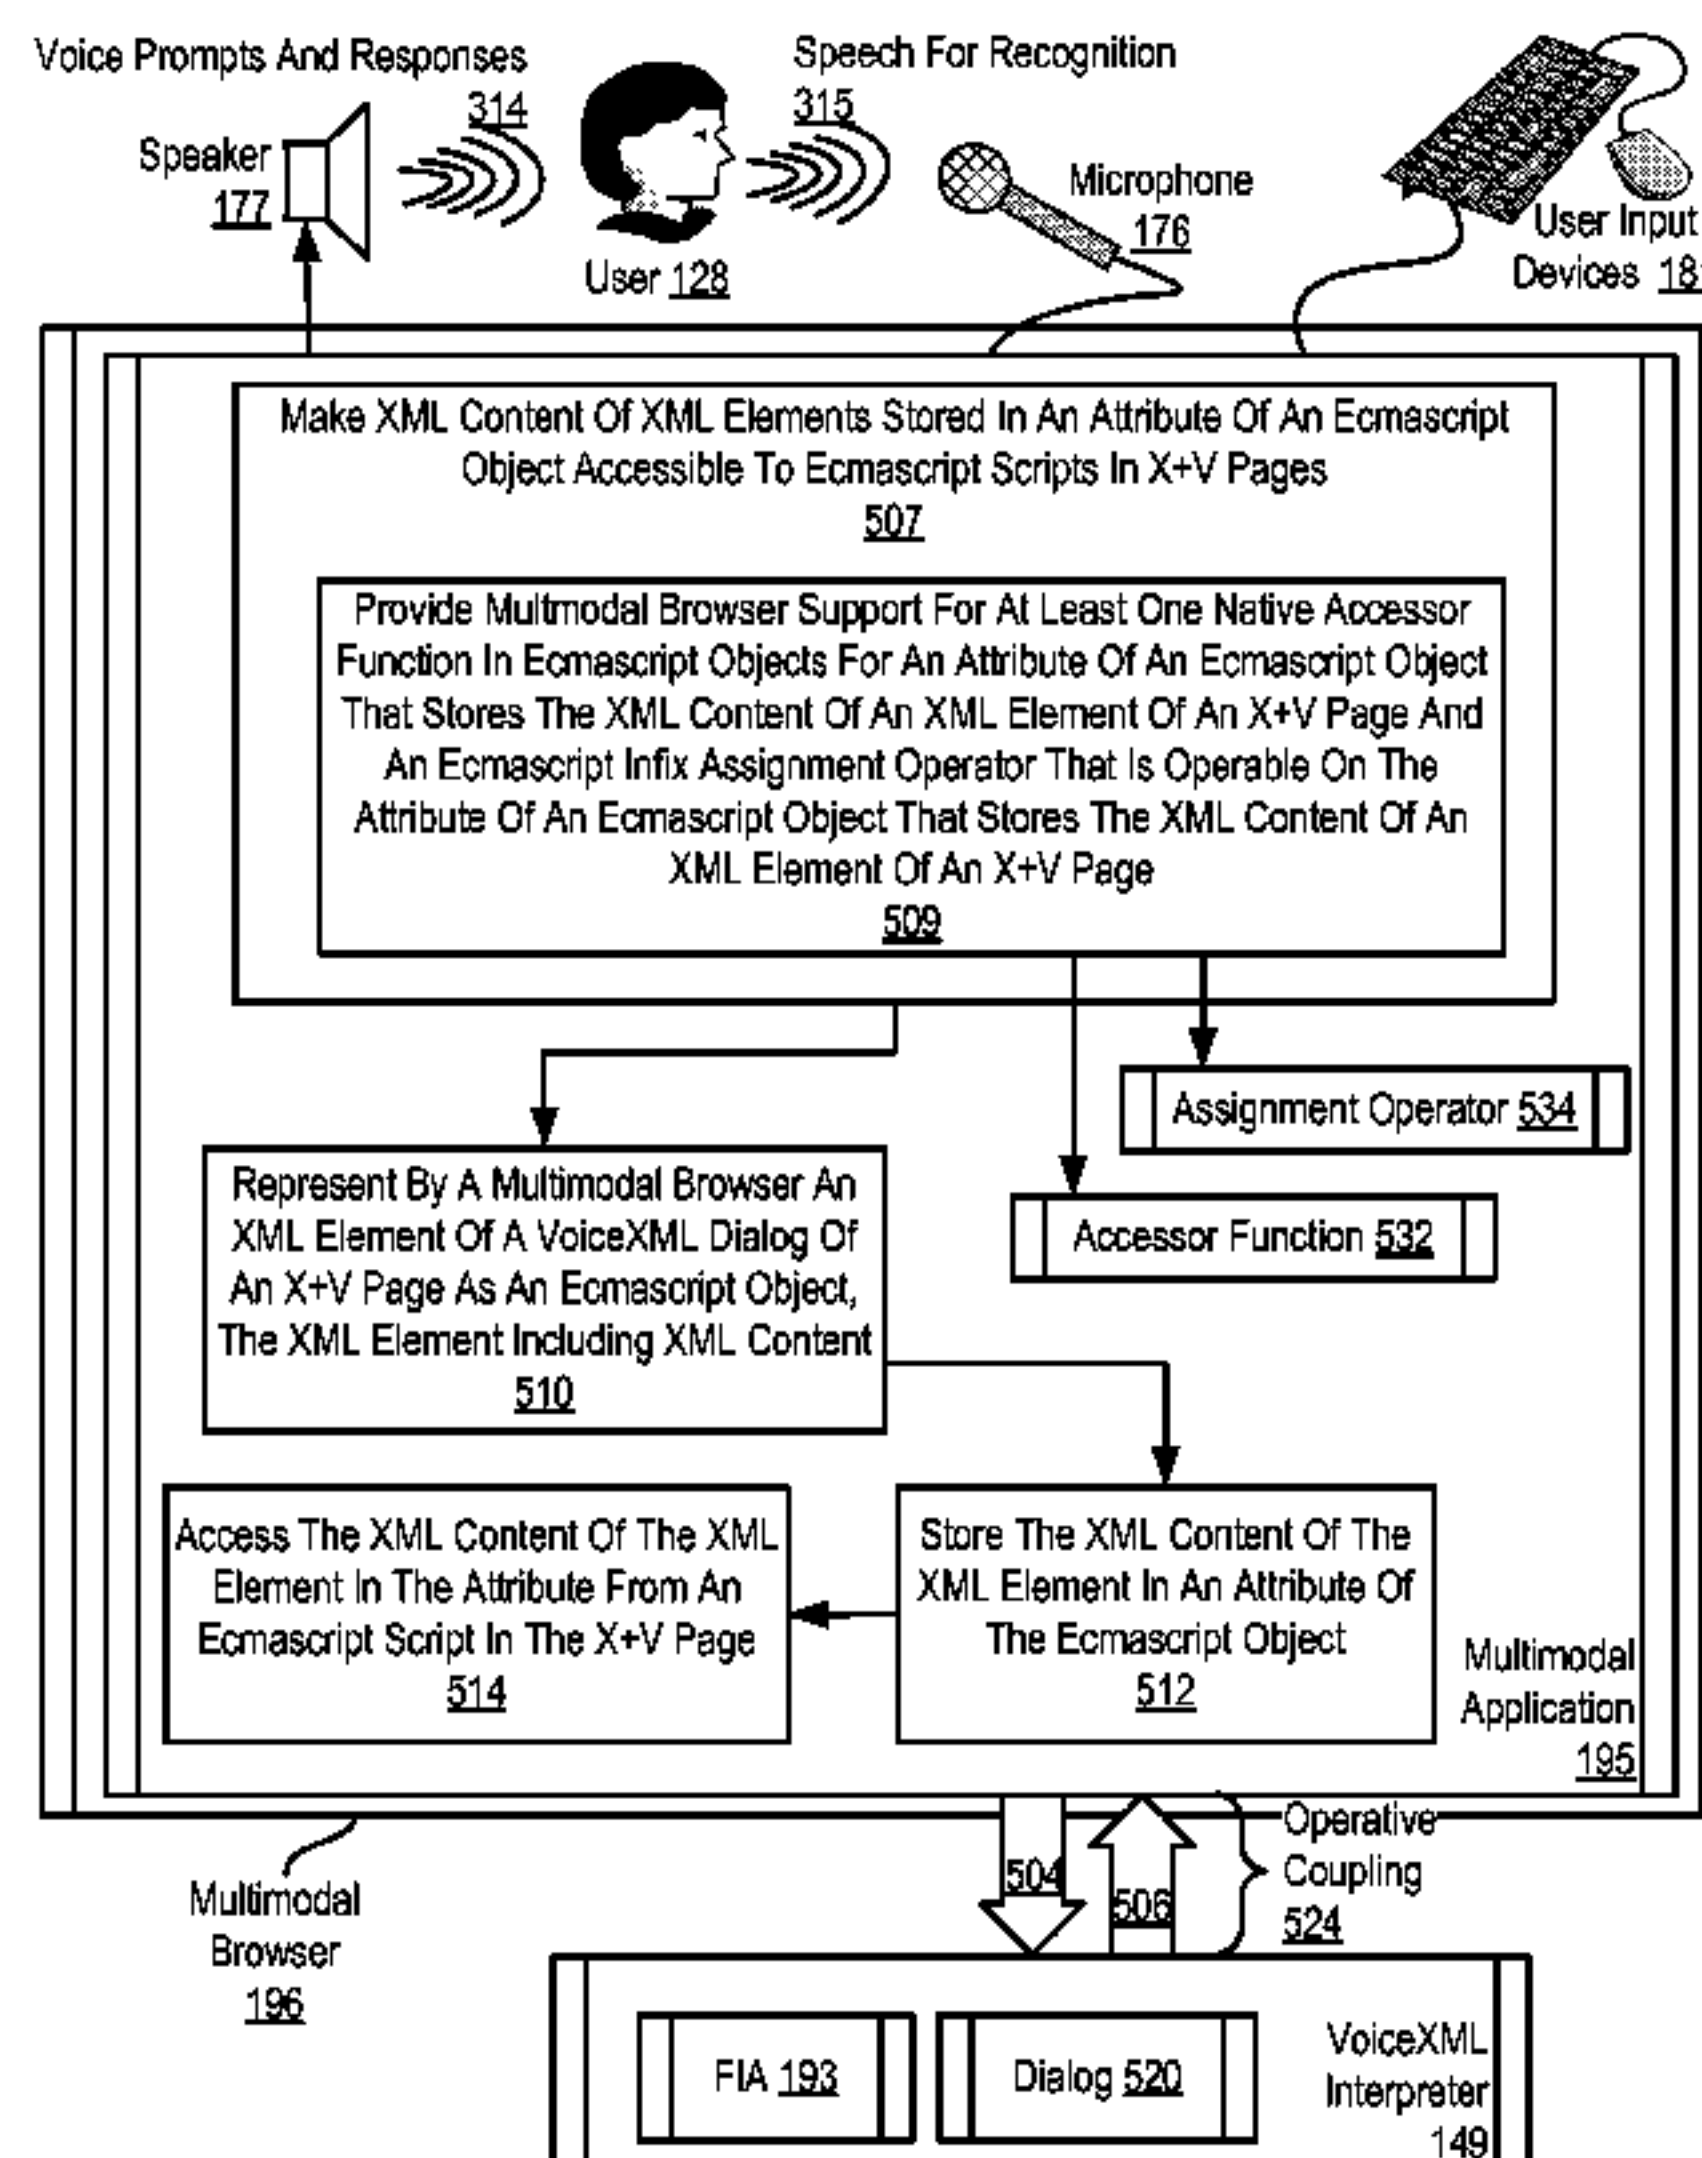 Voice Prompts And Responses
314
Speaker
177
User 128
Speech For Recognition
315
Microphone
176
User Input
Devices 181
Make XML Content Of XML Elements Stored In An Attribute Of An Ecmascript
Object Accessible To Ecmascript Scripts In X+V Pages
507
Provide Multmodal Browser Support For At Least One Native Accessor
Function In Ecmascript Objects For An Attribute Of An Ecmascript Object
That Stores The XML Content Of An XML Element Of An X+V Page And
An Ecmascript Infix Assignment Operator That Is Operable On The
Attribute Of An Ecmascript Object That Stores The XML Content Of An
XML Element Of An X+V Page
509
Assignment Operator 534
Accessor Function 532
Represent By A Multimodal Browser An
XML Element Of A VoiceXML Dialog Of
An X+V Page As An Ecmascript Object,
The XML Element Including XML Content
510
Access The XML Content Of The XML
Element In The Attribute From An
Ecmascript Script In The X+V Page
514
Store The XML Content Of The
XML Element In An Attribute Of
The Ecmascript Object
512
Multimodal
Application
195
504
506
Operative
Coupling
524
Multimodal
Browser
196
FIA 193
Dialog 520
VoiceXML
Interpreter
149